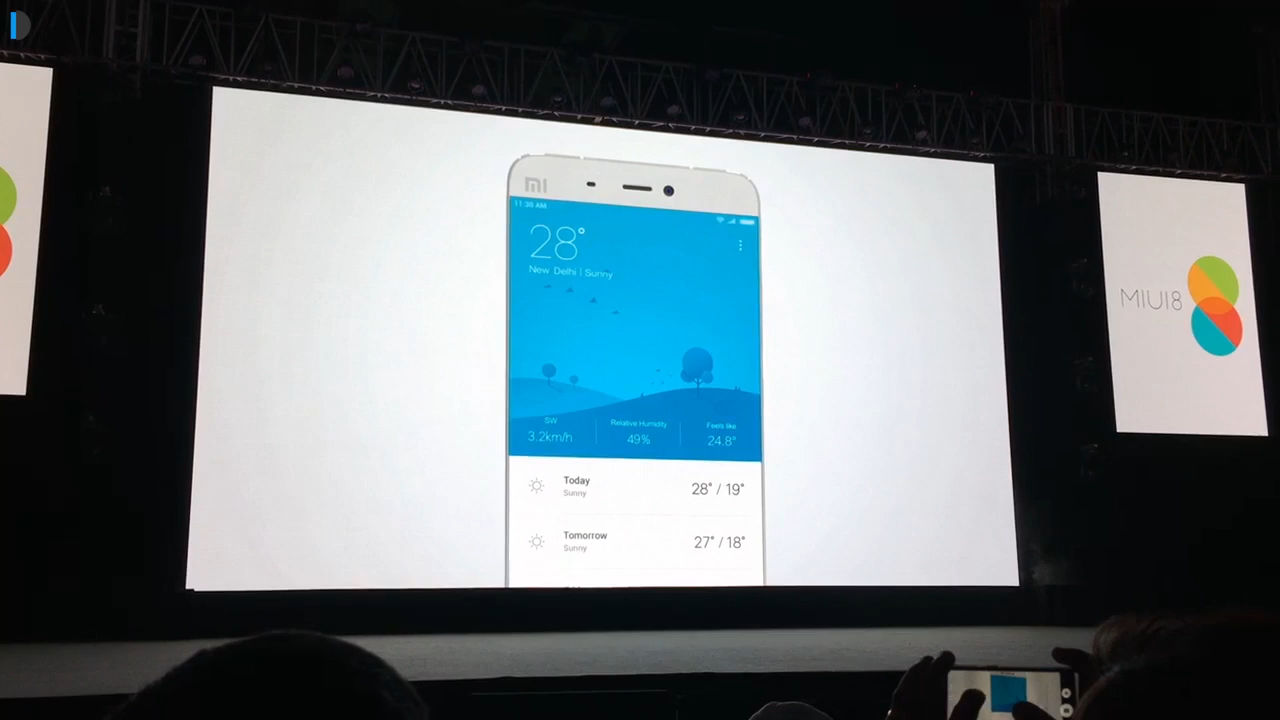 MI
11:30 AM
28°
New Delhi | Sunny
SW
3.2km/h
Relative Humidity
49%
Feels like
24.8°
Today
Sunny
28° / 19°
Tomorrow
Sunny
27° / 18°
MIUI8